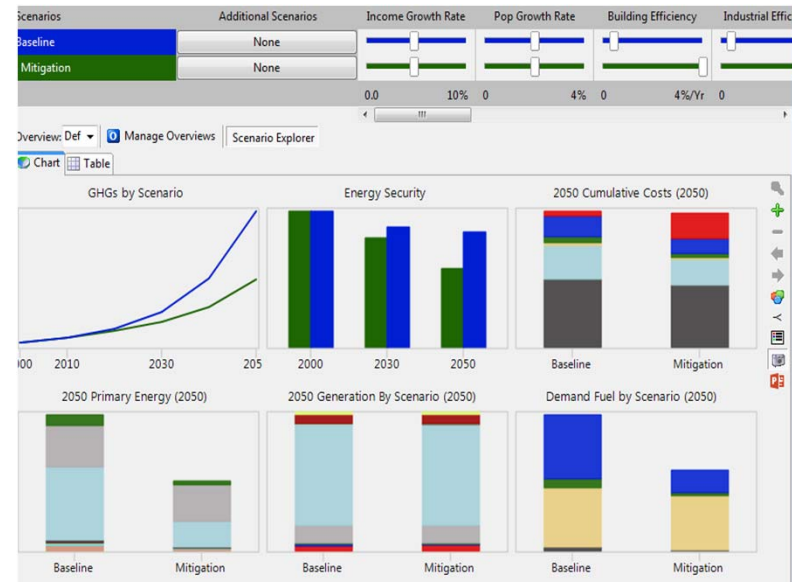 Scenarios Additional Scenarios Income Growth Rate Pop Growth Rate Building Efficiency Industrial Effic
Baseline None
Mitigation None
0.0 10% 0 4% 0 4%/Yr 0
Overview: Def Manage Overviews Scenario Explorer
Chart Table
GHGs by Scenario Energy Security 2050 Cumulative Costs (2050)
00 2010 2030 205 2000 2030 2050 Baseline Mitigation
2050 Primary Energy (2050) 2050 Generation By Scenario (2050) Demand Fuel by Scenario (2050)
Baseline Mitigation Baseline Mitigation Baseline Mitigation